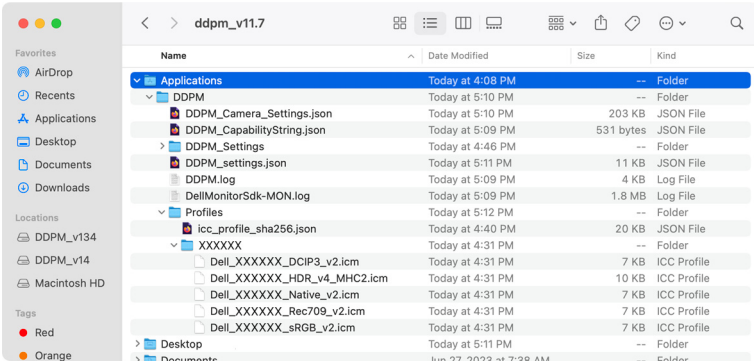 ddpm_v11.7
Favorites
AirDrop
Recents
Applications
Desktop
Documents
Downloads
Locations
DDPM_v134
DDPM_v14
Macintosh HD
Tags
Red
Orange
Name Date Modified Size Kind
Applications Today at 4:08 PM -- Folder
DDPM Today at 5:10 PM -- Folder
DDPM_Camera_Settings.json Today at 5:10 PM 203 KB JSON File
DDPM_CapabilityString.json Today at 5:09 PM 531 bytes JSON File
DDPM_Settings Today at 4:46 PM -- Folder
DDPM_settings.json Today at 5:11 PM 11 KB JSON File
DDPM.log Today at 5:09 PM 4 KB Log File
DellMonitorSdk-MON.log Today at 5:09 PM 1.8 MB Log File
Profiles Today at 5:12 PM -- Folder
icc_profile_sha256.json Today at 4:40 PM 20 KB JSON File
XXXXXX Today at 4:31 PM -- Folder
Dell_XXXXXX_DCIP3_v2.icm Today at 4:31 PM 7 KB ICC Profile
Dell_XXXXXX_HDR_v4_MHC2.icm Today at 4:31 PM 10 KB ICC Profile
Dell_XXXXXX_Native_v2.icm Today at 4:31 PM 7 KB ICC Profile
Dell_XXXXXX_Rec709_v2.icm Today at 4:31 PM 7 KB ICC Profile
Dell_XXXXXX_sRGB_v2.icm Today at 4:31 PM 7 KB ICC Profile
Desktop Today at 5:11 PM -- Folder
Documents Jun 27, 2023 at 7:38 AM -- Folder